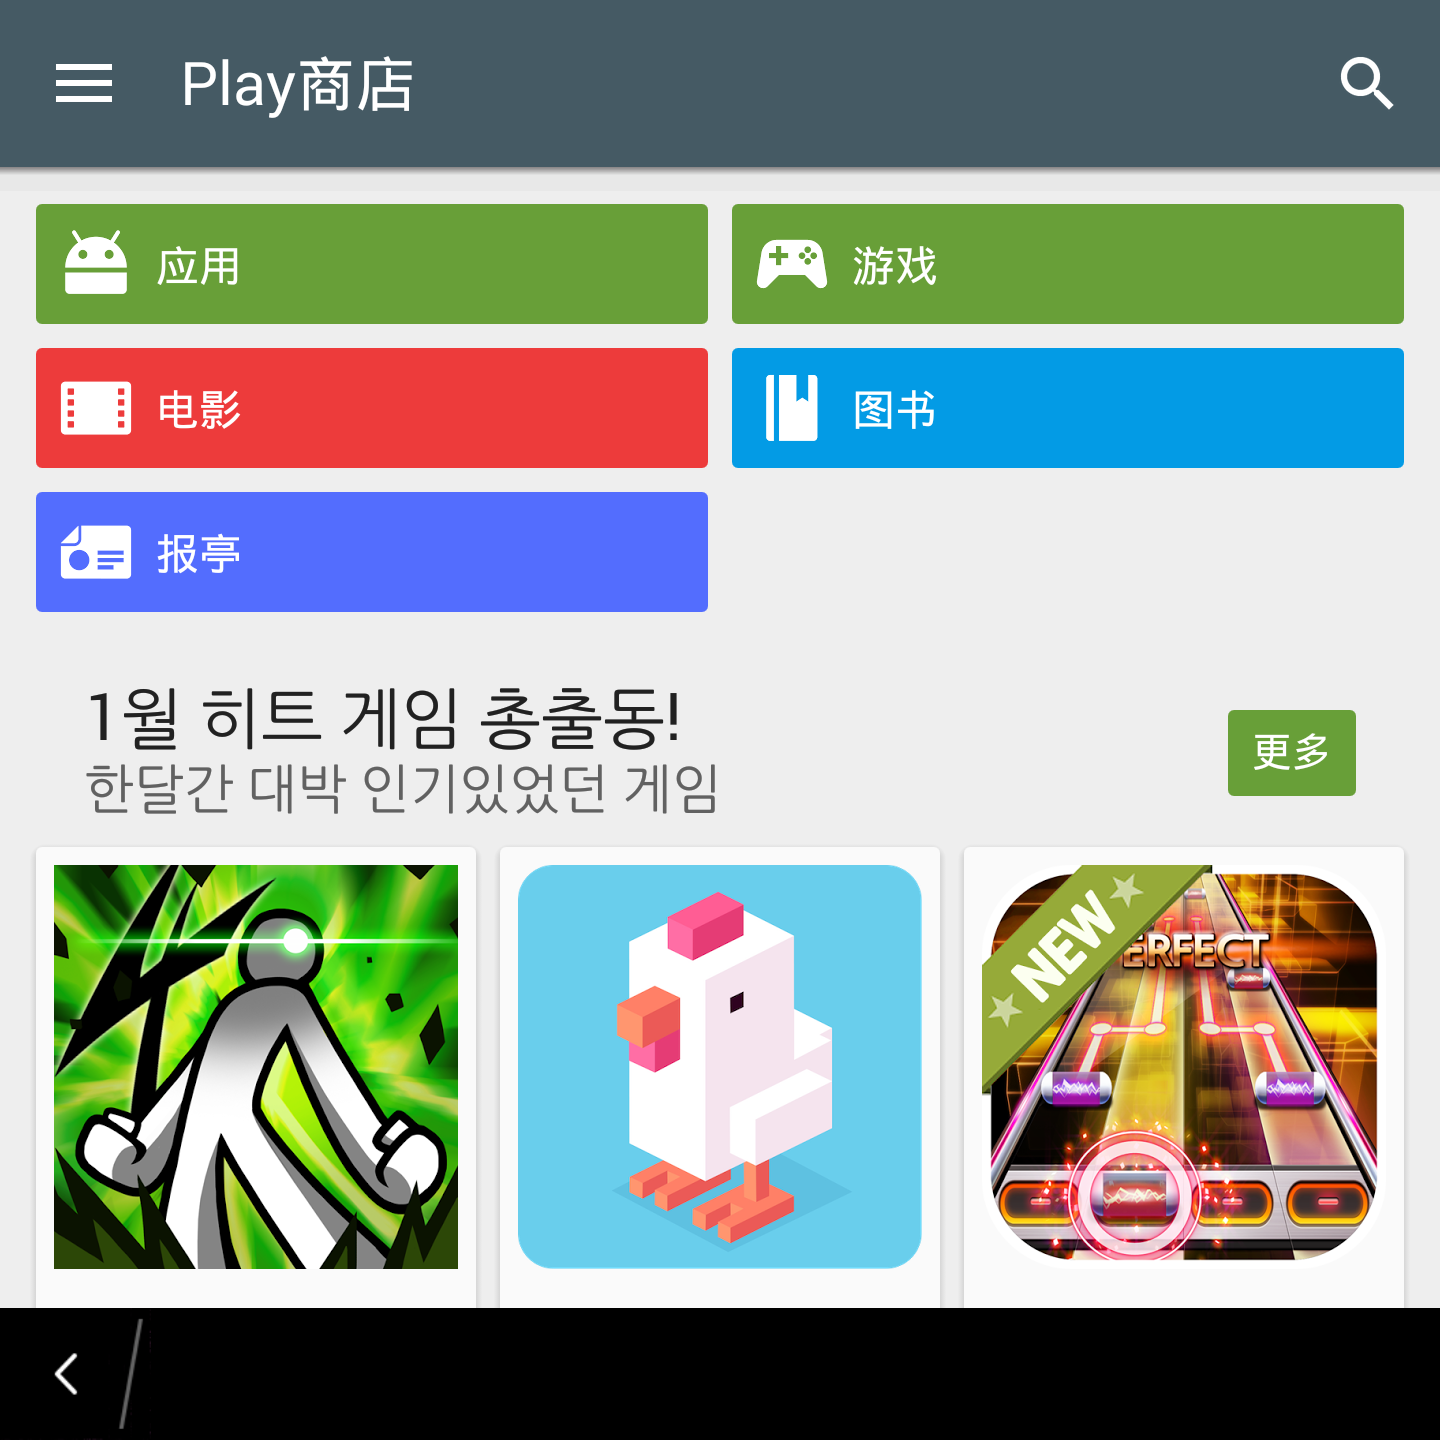 Play商店
应用
游戏
电影
图书
报亭
1월 히트 게임 총출동!
한달간 대박 인기있었던 게임
更多
NEW
ERFECT